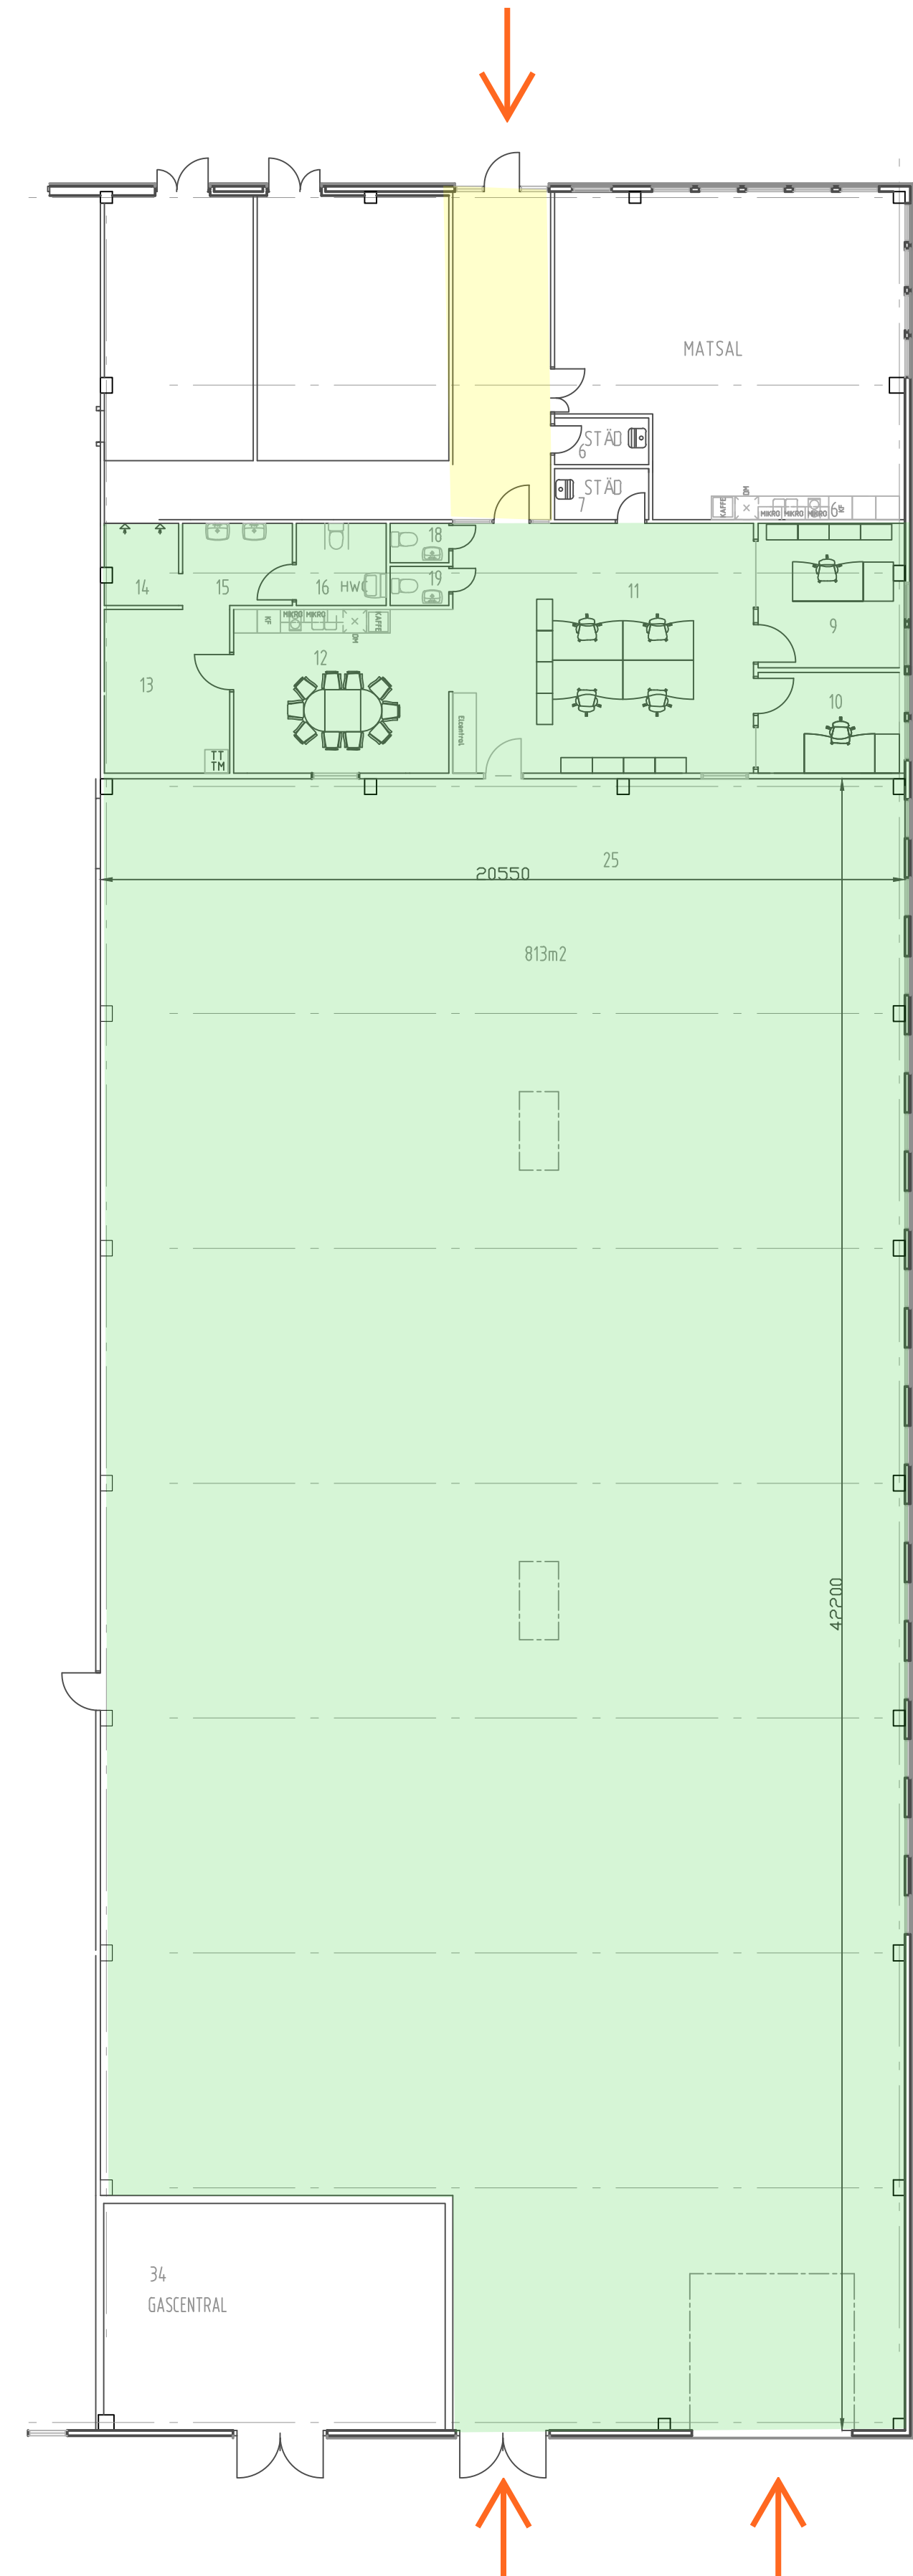 MATSAL
STÄD
6
STÄD
7
KAFFE
DM
MIKRO
MIKRO
MIKRO
6
KF
18
19
14
15
16
HWC
11
9
10
KF
MIKRO
MIKRO
DM
KAFFE
12
13
TT
TM
Elcentral
25
20550
813m2
42200
34
GASCENTRAL